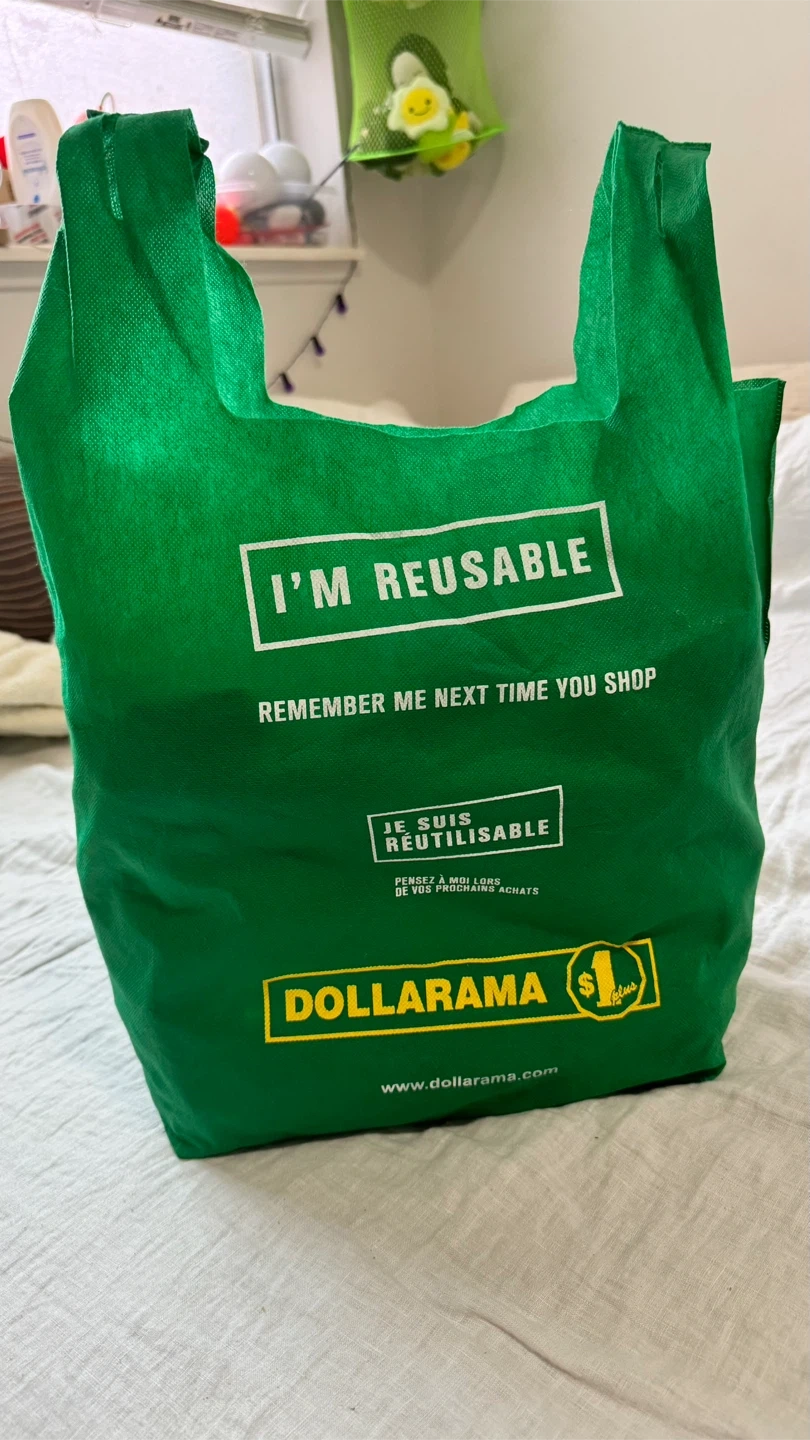 I'M REUSABLE
REMEMBER ME NEXT TIME YOU SHOP
JE SUIS
RÉUTILISABLE
PENSEZ À MOI LORS
DE VOS PROCHAINS ACHATS
DOLLARAMA $1 plus
www.dollarama.com